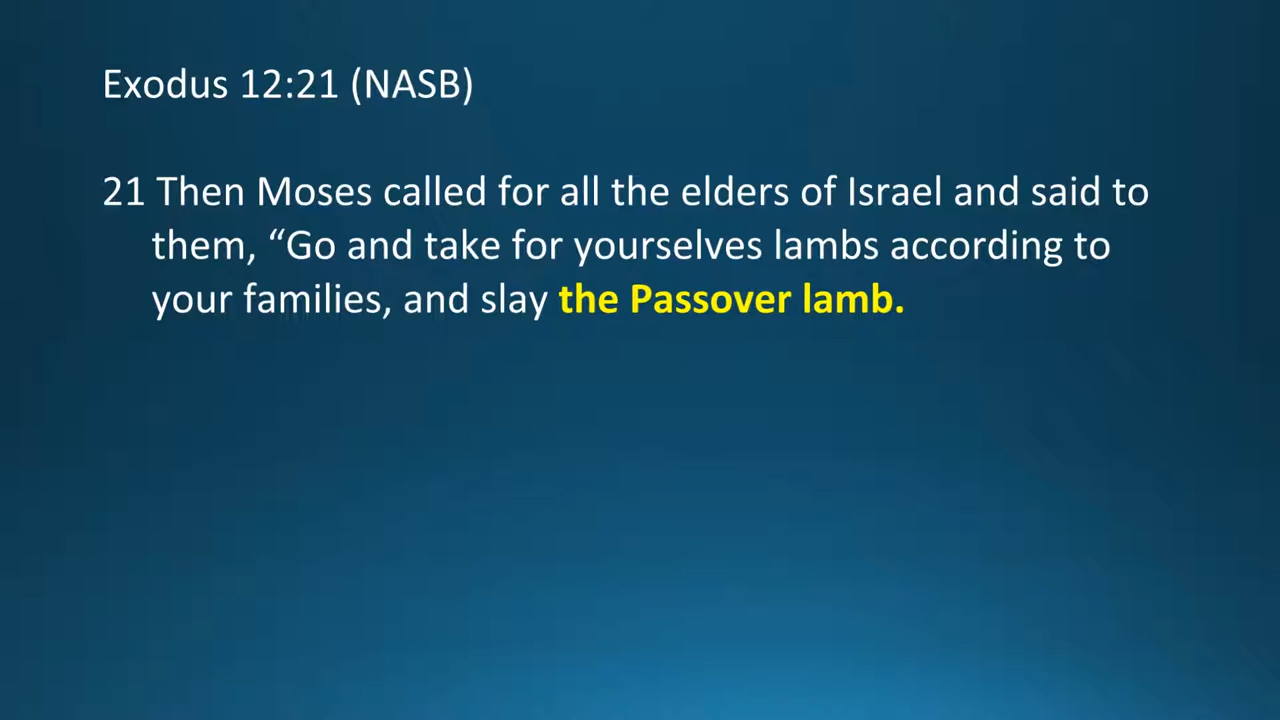 Exodus 12:21 (NASB)
21 Then Moses called for all the elders of Israel and said to
them, “Go and take for yourselves lambs according to
your families, and slay the Passover lamb.